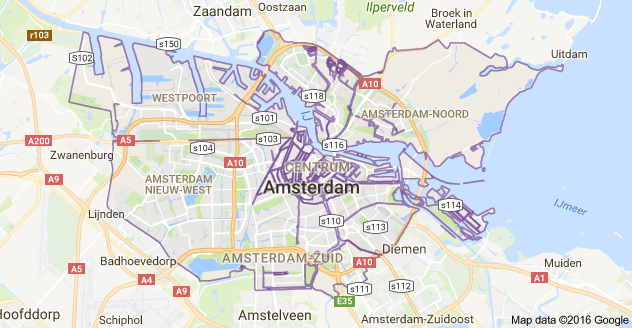 Zaandam
Oostzaan
Ilperveld
Broek in
Waterland
Uitdam
r103
s150
S102
A10
WESTPOORT
s118
AMSTERDAM-NOORD
s101
s103
s116
A200
A5
s104
Zwanenburg
A10
CENTRUM
A9
AMSTERDAM
NIEUW-WEST
Amsterdam
s114
IJmeer
Lijnden
s110
s113
Diemen
AMSTERDAM-ZUID
Badhoevedorp
A10
Muiden
A5
A4
A9
s111
s112
A1
E35
Hoofddorp
Schiphol
Amstelveen
Amsterdam-Zuidoost
Map data ©2016 Google